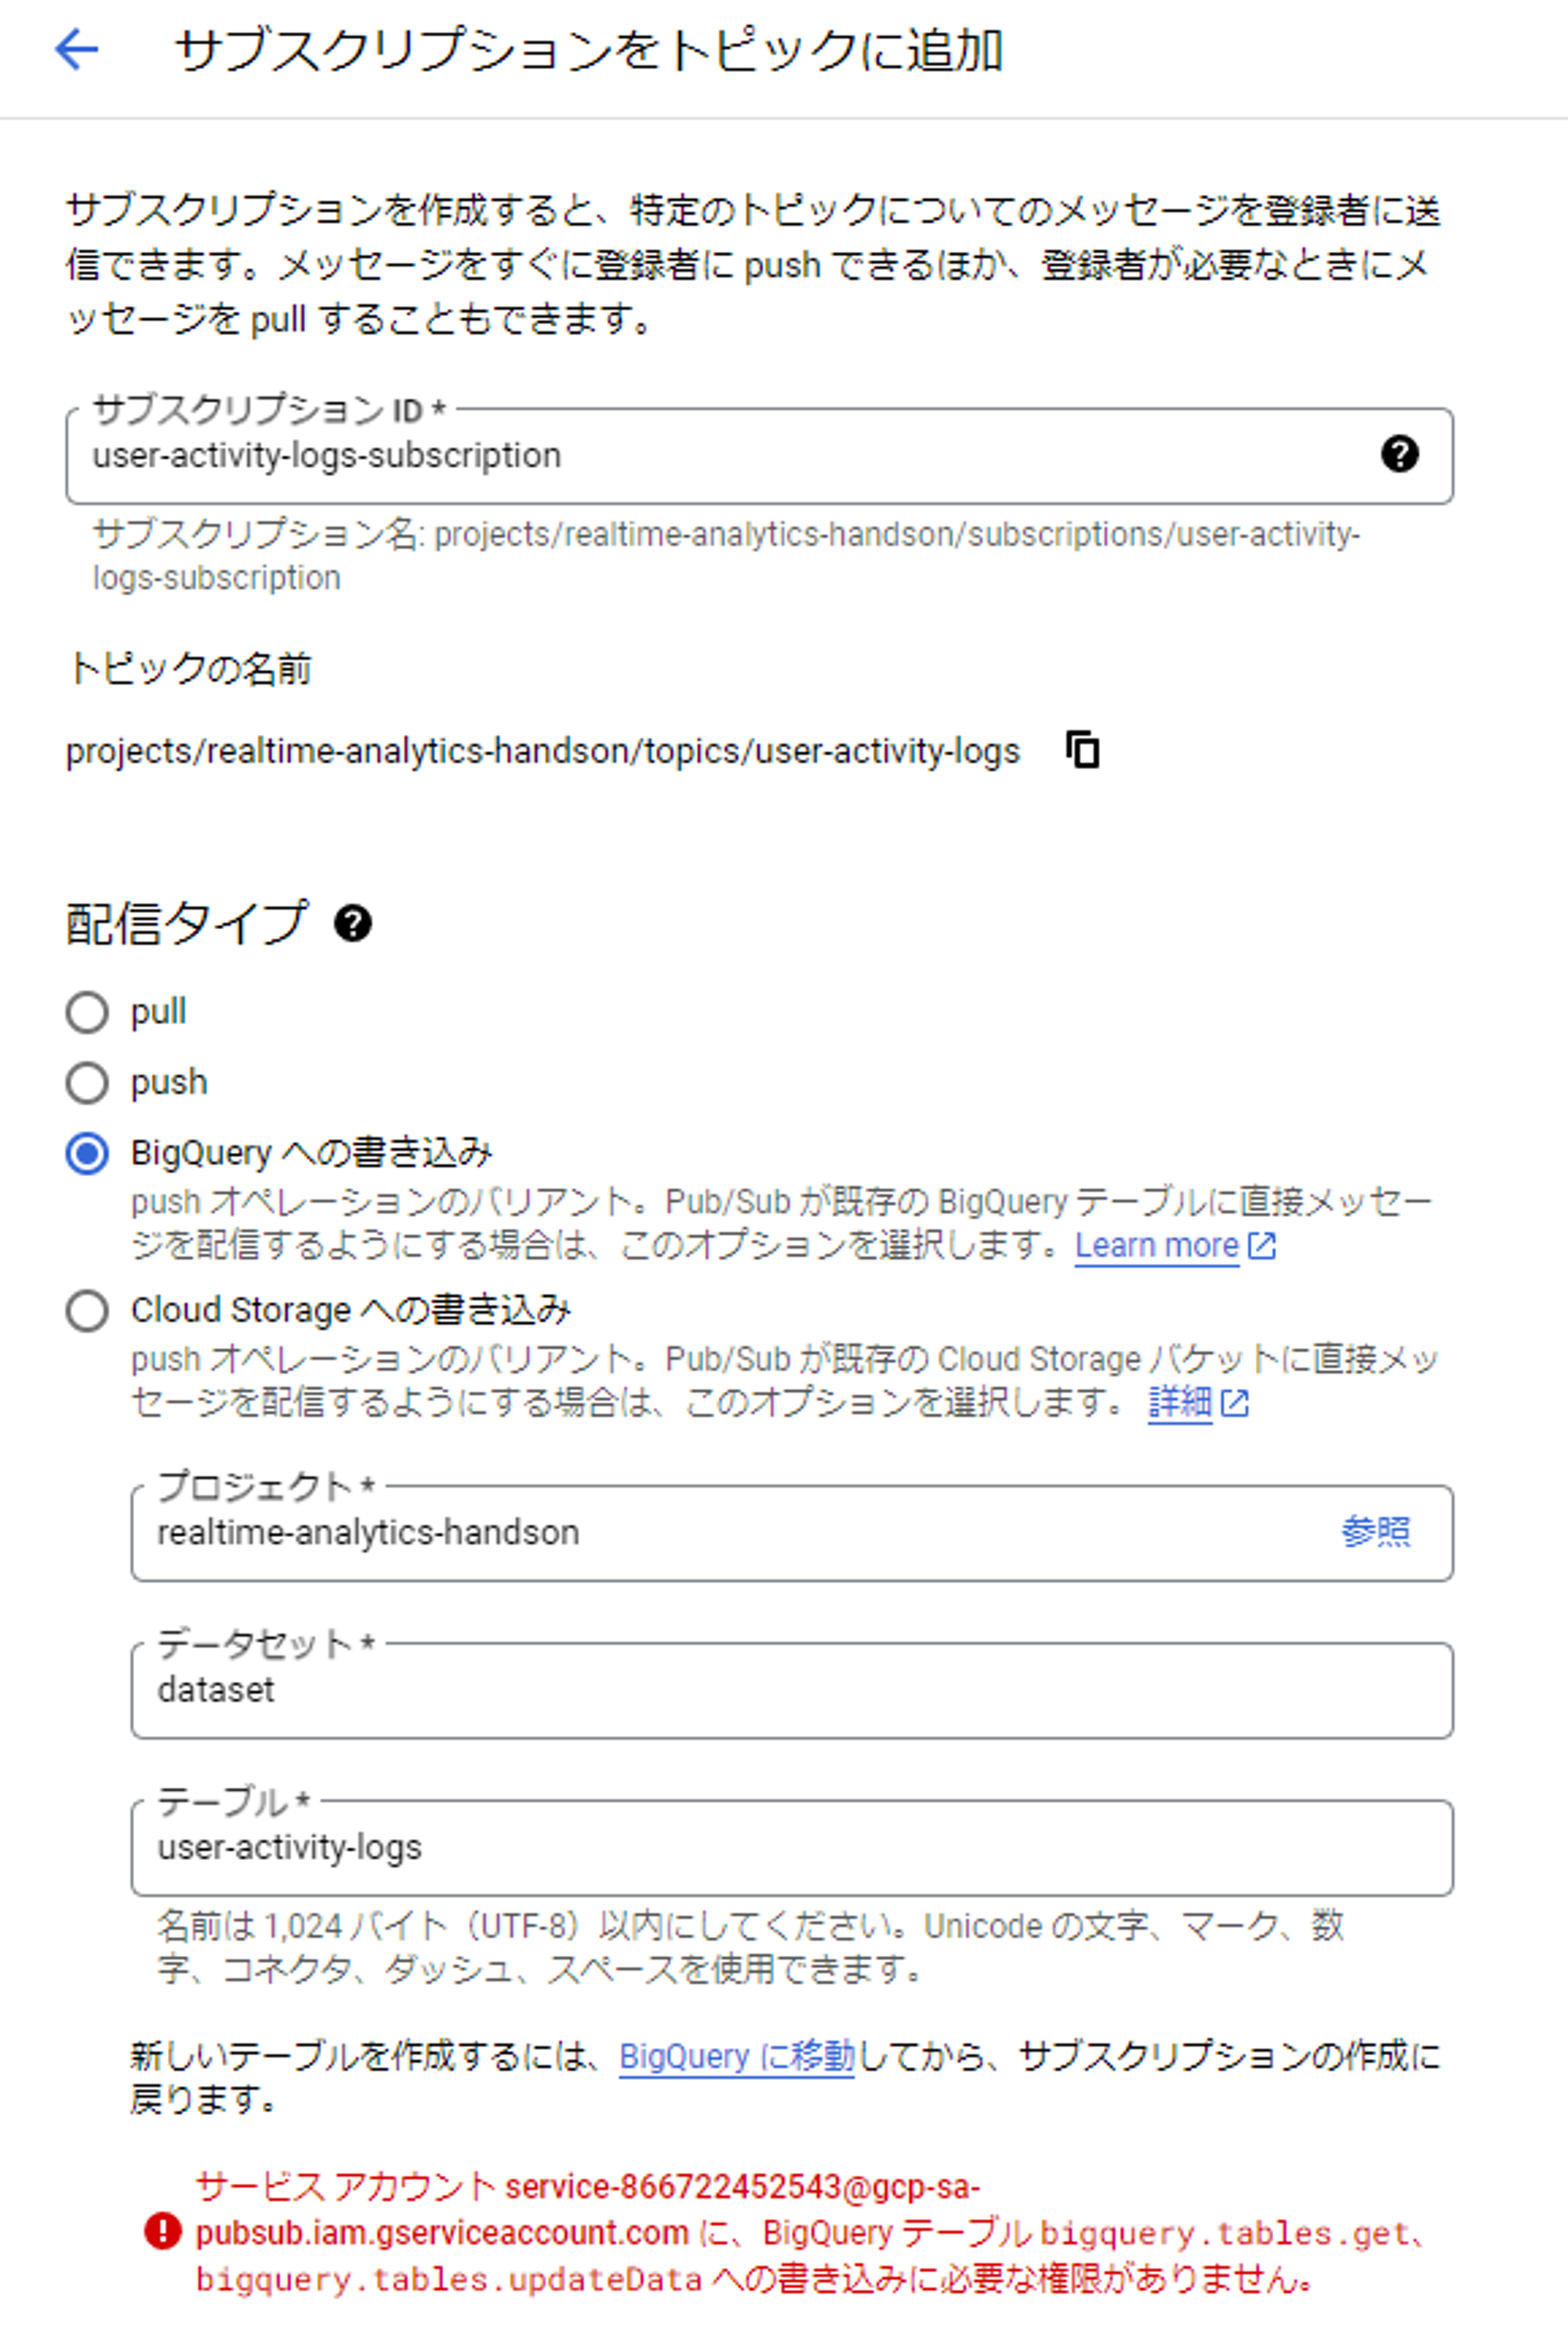 サブスクリプションをトピックに追加
サブスクリプションを作成すると、特定のトピックについてのメッセージを登録者に送
信できます。メッセージをすぐに登録者に push できるほか、登録者が必要なときにメ
ッセージを pull することもできます。
サブスクリプション ID *
user-activity-logs-subscription
サブスクリプション名: projects/realtime-analytics-handson/subscriptions/user-activity-
logs-subscription
トピックの名前
projects/realtime-analytics-handson/topics/user-activity-logs
配信タイプ
pull
push
BigQuery への書き込み
push オペレーションのバリアント。Pub/Sub が既存の BigQuery テーブルに直接メッセー
ジを配信するようにする場合は、このオプションを選択します。Learn more
Cloud Storage への書き込み
push オペレーションのバリアント。Pub/Sub が既存の Cloud Storage バケットに直接メッ
セージを配信するようにする場合は、このオプションを選択します。 詳細
プロジェクト *
realtime-analytics-handson 参照
データセット *
dataset
テーブル *
user-activity-logs
名前は 1,024 バイト（UTF-8）以内にしてください。Unicode の文字、マーク、数
字、コネクタ、ダッシュ、スペースを使用できます。
新しいテーブルを作成するには、BigQuery に移動してから、サブスクリプションの作成に
戻ります。
サービス アカウント service-866722452543@gcp-sa-
pubsub.iam.gserviceaccount.com に、BigQuery テーブル bigquery.tables.get、
bigquery.tables.updateData への書き込みに必要な権限がありません。